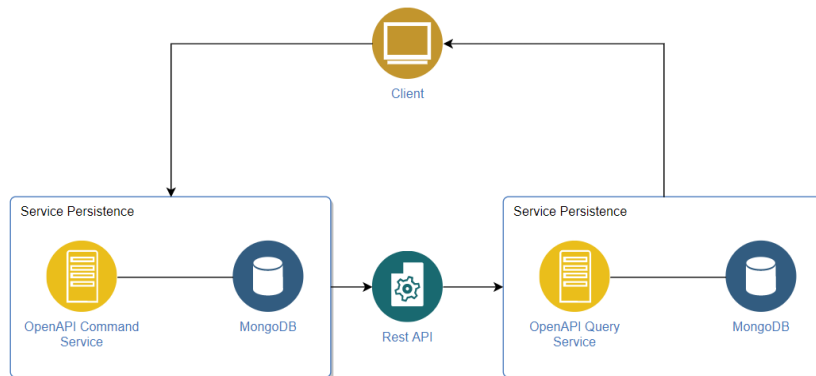 Client
Service Persistence
OpenAPI Command
Service
MongoDB
Rest API
Service Persistence
OpenAPI Query
Service
MongoDB